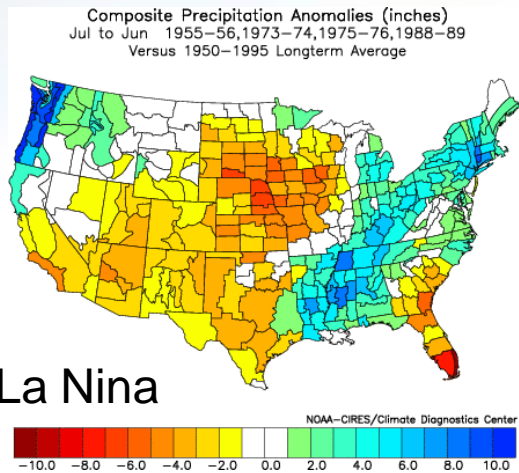 Composite Precipitation Anomalies (inches)
Jul to Jun 1955-56,1973-74,1975-76,1988-89
Versus 1950-1995 Longterm Average
La Nina
NOAA-CIRES/Climate Diagnostics Center
-10.0 -8.0 -6.0 -4.0 -2.0 0.0 2.0 4.0 6.0 8.0 10.0